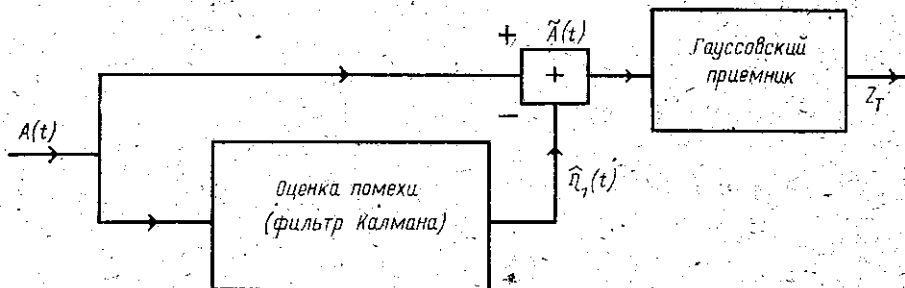 A(t)
Оценка помехи
(фильтр Калмана)
+
+
−
Ã(t)
n̂₁(t)
Гауссовский
приемник
Z_T